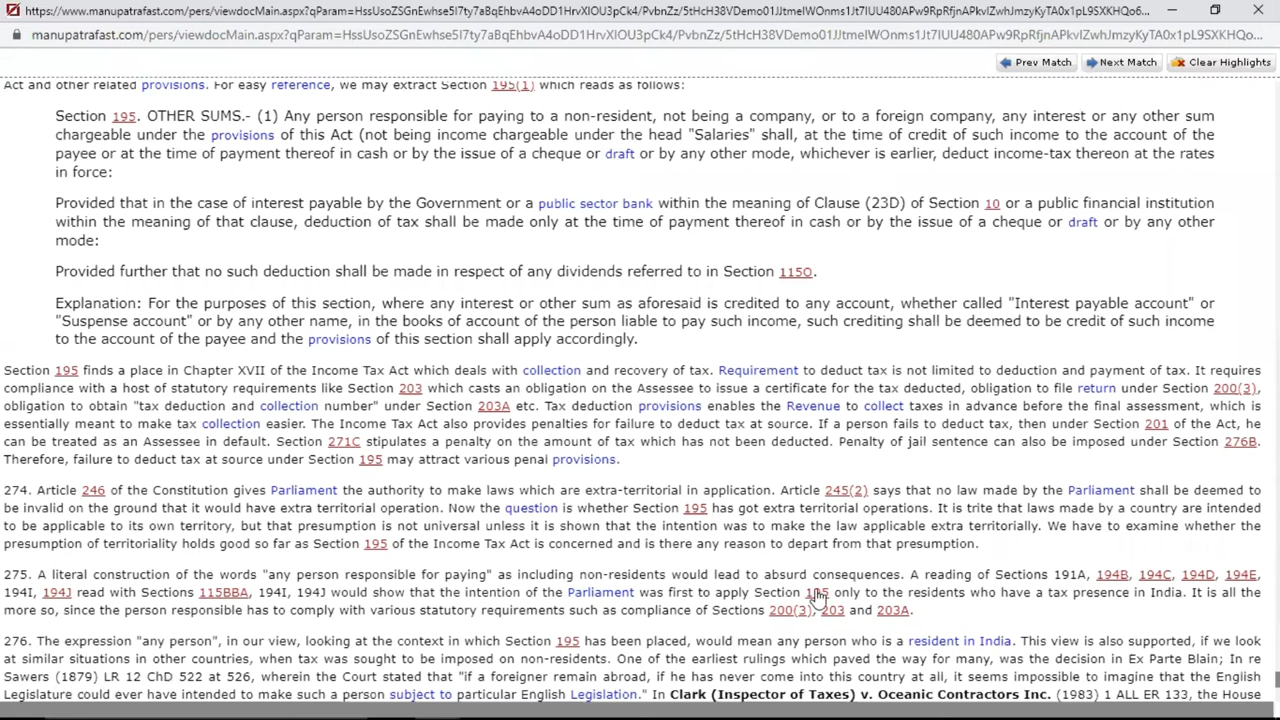 https://www.manupatrafast.com/pers/viewdocMain.aspx?qParam=HssUsoZSGnEwhse5I7ty7aBqEhbvA4oDD1HrvXIOU3pCk4/PvbnZz/5tHcH38VDemo01JJtmeIWOnms1Jt7IUU480APw9RpRfjnAPkvIZwhJmzyKyTA0x1pL9SXKHQo6...
manupatrafast.com/pers/viewdocMain.aspx?qParam=HssUsoZSGnEwhse5I7ty7aBqEhbvA4oDD1HrvXIOU3pCk4/PvbnZz/5tHcH38VDemo01JJtmeIWOnms1Jt7IUU480APw9RpRfjnAPkvIZwhJmzyKyTA0x1pL9SXKHQo...
Prev Match Next Match Clear Highlights
Act and other related provisions. For easy reference, we may extract Section 195(1) which reads as follows:
Section 195. OTHER SUMS.- (1) Any person responsible for paying to a non-resident, not being a company, or to a foreign company, any interest or any other sum
chargeable under the provisions of this Act (not being income chargeable under the head "Salaries" shall, at the time of credit of such income to the account of the
payee or at the time of payment thereof in cash or by the issue of a cheque or draft or by any other mode, whichever is earlier, deduct income-tax thereon at the rates
in force:
Provided that in the case of interest payable by the Government or a public sector bank within the meaning of Clause (23D) of Section 10 or a public financial institution
within the meaning of that clause, deduction of tax shall be made only at the time of payment thereof in cash or by the issue of a cheque or draft or by any other
mode:
Provided further that no such deduction shall be made in respect of any dividends referred to in Section 115O.
Explanation: For the purposes of this section, where any interest or other sum as aforesaid is credited to any account, whether called "Interest payable account" or
"Suspense account" or by any other name, in the books of account of the person liable to pay such income, such crediting shall be deemed to be credit of such income
to the account of the payee and the provisions of this section shall apply accordingly.
Section 195 finds a place in Chapter XVII of the Income Tax Act which deals with collection and recovery of tax. Requirement to deduct tax is not limited to deduction and payment of tax. It requires
compliance with a host of statutory requirements like Section 203 which casts an obligation on the Assessee to issue a certificate for the tax deducted, obligation to file return under Section 200(3),
obligation to obtain "tax deduction and collection number" under Section 203A etc. Tax deduction provisions enables the Revenue to collect taxes in advance before the final assessment, which is
essentially meant to make tax collection easier. The Income Tax Act also provides penalties for failure to deduct tax at source. If a person fails to deduct tax, then under Section 201 of the Act, he
can be treated as an Assessee in default. Section 271C stipulates a penalty on the amount of tax which has not been deducted. Penalty of jail sentence can also be imposed under Section 276B.
Therefore, failure to deduct tax at source under Section 195 may attract various penal provisions.
274. Article 246 of the Constitution gives Parliament the authority to make laws which are extra-territorial in application. Article 245(2) says that no law made by the Parliament shall be deemed to
be invalid on the ground that it would have extra territorial operation. Now the question is whether Section 195 has got extra territorial operations. It is trite that laws made by a country are intended
to be applicable to its own territory, but that presumption is not universal unless it is shown that the intention was to make the law applicable extra territorially. We have to examine whether the
presumption of territoriality holds good so far as Section 195 of the Income Tax Act is concerned and is there any reason to depart from that presumption.
275. A literal construction of the words "any person responsible for paying" as including non-residents would lead to absurd consequences. A reading of Sections 191A, 194B, 194C, 194D, 194E,
194I, 194J read with Sections 115BBA, 194I, 194J would show that the intention of the Parliament was first to apply Section 195 only to the residents who have a tax presence in India. It is all the
more so, since the person responsible has to comply with various statutory requirements such as compliance of Sections 200(3), 203 and 203A.
276. The expression "any person", in our view, looking at the context in which Section 195 has been placed, would mean any person who is a resident in India. This view is also supported, if we look
at similar situations in other countries, when tax was sought to be imposed on non-residents. One of the earliest rulings which paved the way for many, was the decision in Ex Parte Blain; In re
Sawers (1879) LR 12 ChD 522 at 526, wherein the Court stated that "if a foreigner remain abroad, if he has never come into this country at all, it seems impossible to imagine that the English
Legislature could ever have intended to make such a person subject to particular English Legislation." In Clark (Inspector of Taxes) v. Oceanic Contractors Inc. (1983) 1 ALL ER 133, the House